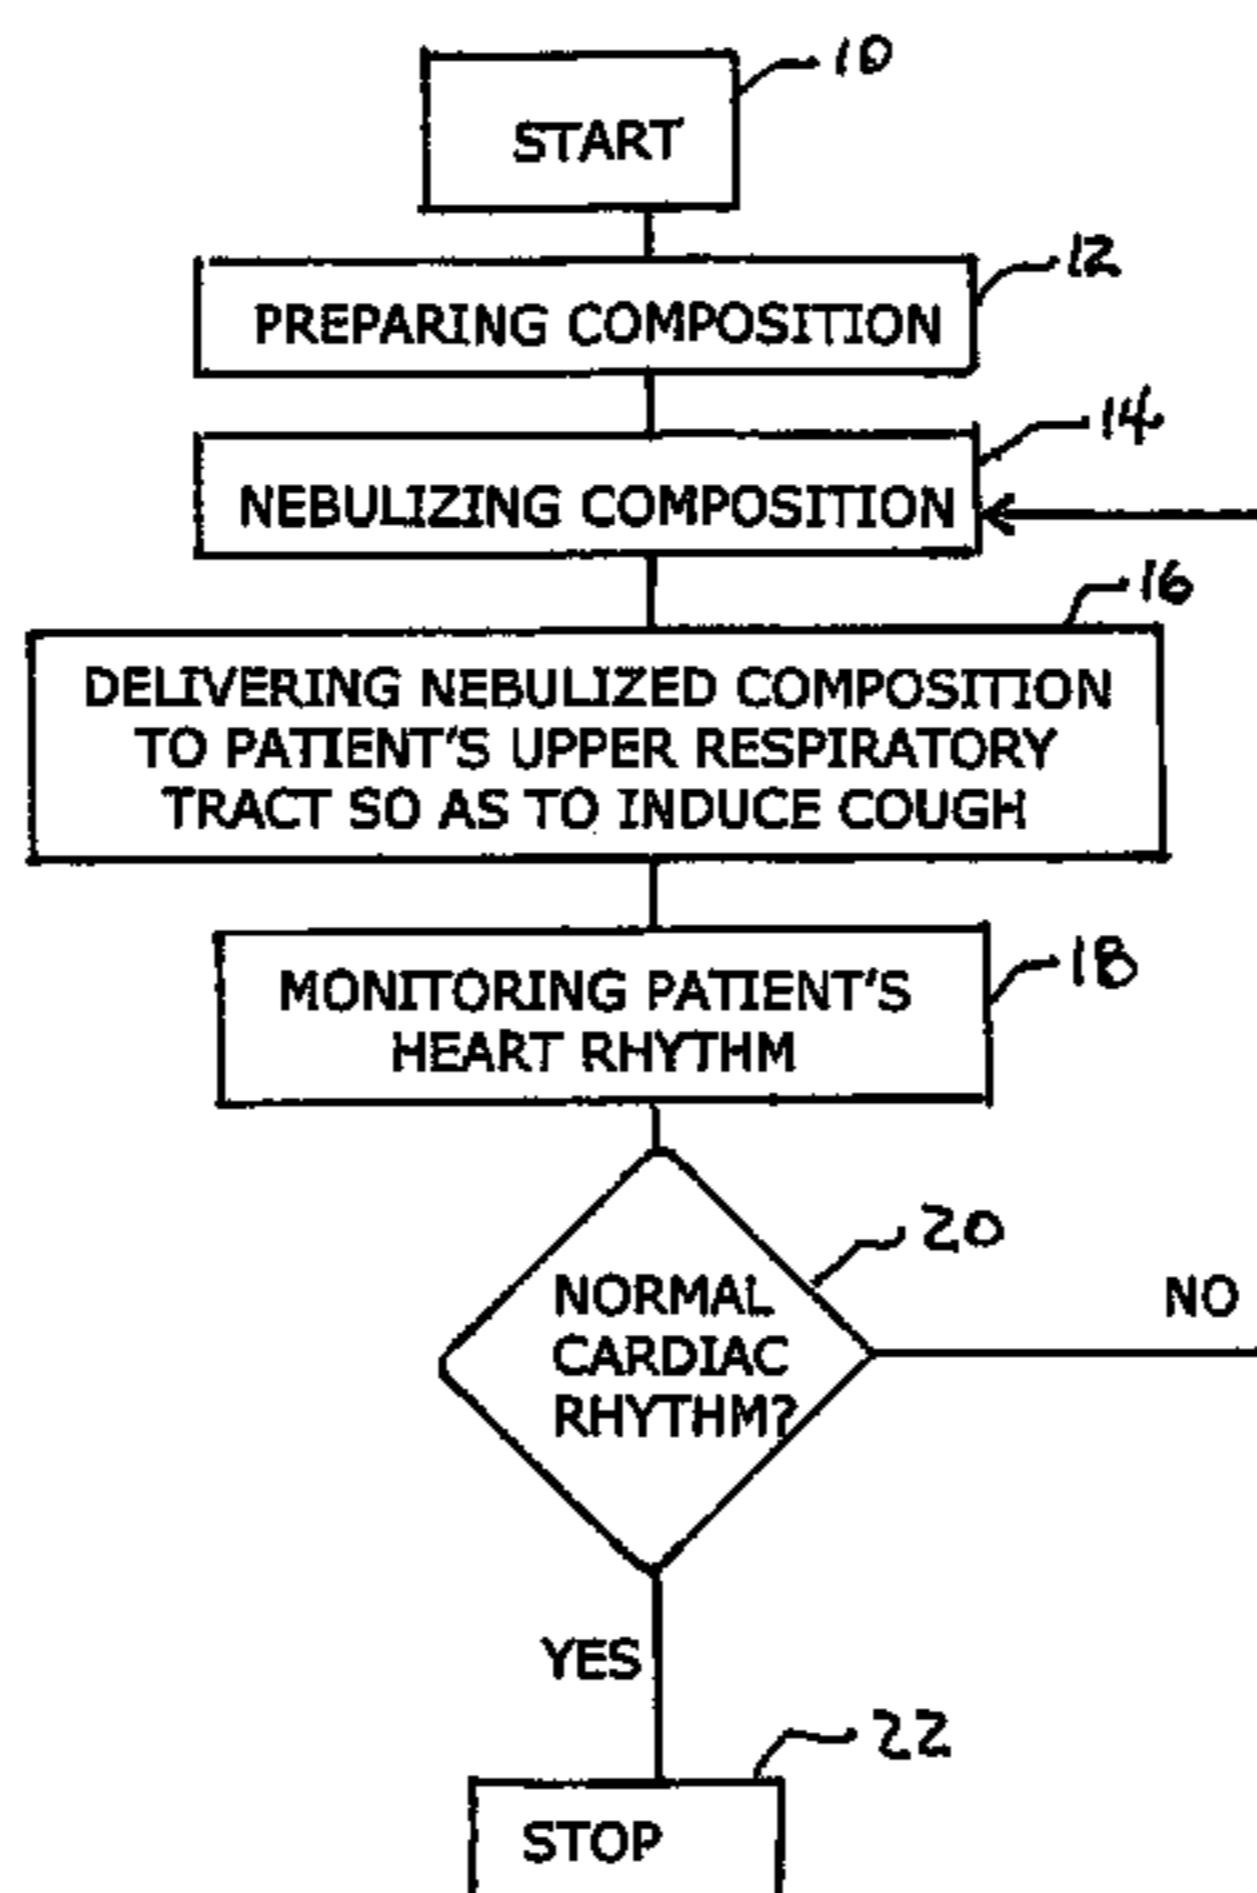 10
START
12
PREPARING COMPOSITION
14
NEBULIZING COMPOSITION
16
DELIVERING NEBULIZED COMPOSITION
TO PATIENT'S UPPER RESPIRATORY
TRACT SO AS TO INDUCE COUGH
18
MONITORING PATIENT'S
HEART RHYTHM
20
NORMAL
CARDIAC
RHYTHM?
NO
YES
22
STOP